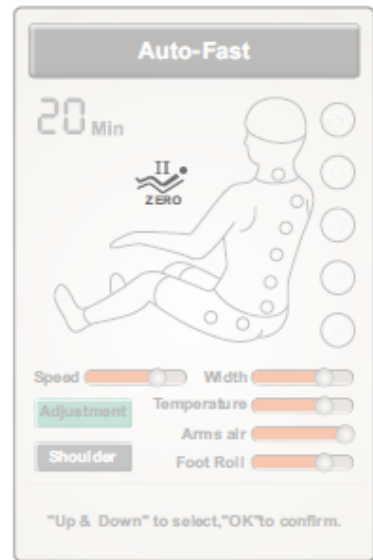 Auto-Fast
20 Min
II
ZERO
Speed
Width
Adjustment
Temperature
Arms air
Shoulder
Foot Roll
"Up & Down" to select,"OK"to confirm.